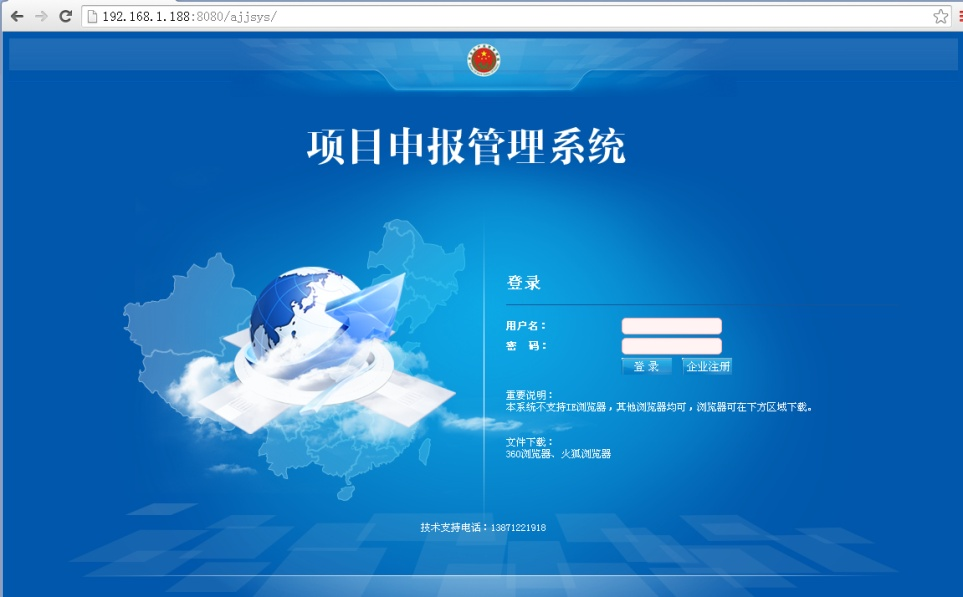 192.168.1.188:8080/ajjsys/
项目申报管理系统
登录
用户名：
密 码：
登 录 企业注册
重要说明：
本系统不支持IE浏览器，其他浏览器均可，浏览器可在下方区域下载。
文件下载：
360浏览器、火狐浏览器
技术支持电话：13871221918